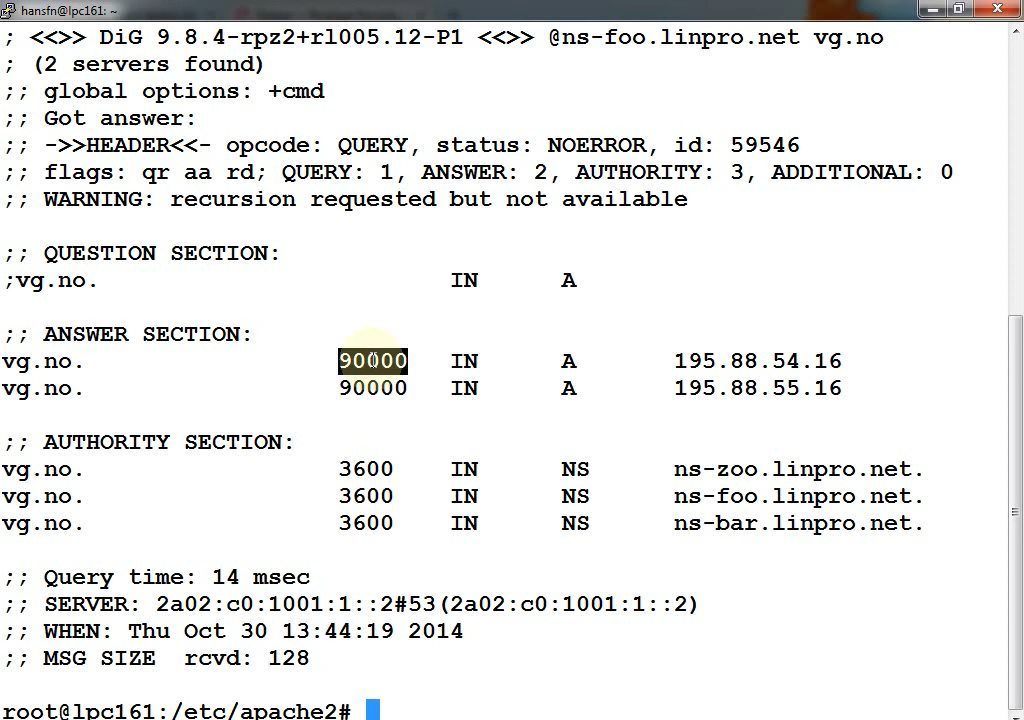 hansfn@lpc161: ~
; <<>> DiG 9.8.4-rpz2+rl005.12-P1 <<>> @ns-foo.linpro.net vg.no
; (2 servers found)
;; global options: +cmd
;; Got answer:
;; ->>HEADER<<- opcode: QUERY, status: NOERROR, id: 59546
;; flags: qr aa rd; QUERY: 1, ANSWER: 2, AUTHORITY: 3, ADDITIONAL: 0
;; WARNING: recursion requested but not available
;; QUESTION SECTION:
;vg.no. IN A
;; ANSWER SECTION:
vg.no. 90000 IN A 195.88.54.16
vg.no. 90000 IN A 195.88.55.16
;; AUTHORITY SECTION:
vg.no. 3600 IN NS ns-zoo.linpro.net.
vg.no. 3600 IN NS ns-foo.linpro.net.
vg.no. 3600 IN NS ns-bar.linpro.net.
;; Query time: 14 msec
;; SERVER: 2a02:c0:1001:1::2#53(2a02:c0:1001:1::2)
;; WHEN: Thu Oct 30 13:44:19 2014
;; MSG SIZE rcvd: 128
root@lpc161:/etc/apache2#